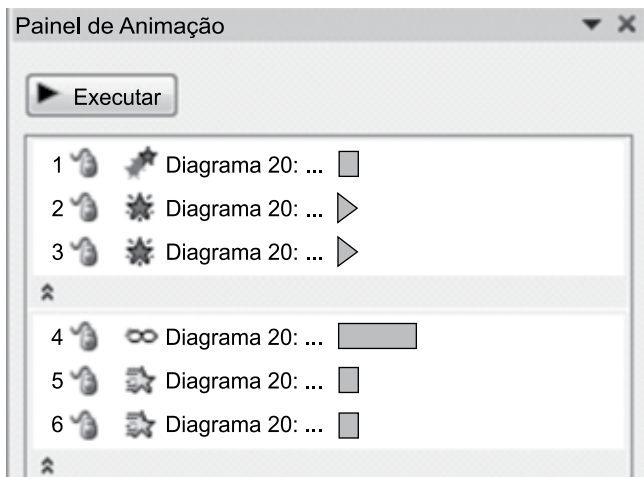 Painel de Animação
Executar
1 Diagrama 20: ...
2 Diagrama 20: ...
3 Diagrama 20: ...
4 Diagrama 20: ...
5 Diagrama 20: ...
6 Diagrama 20: ...